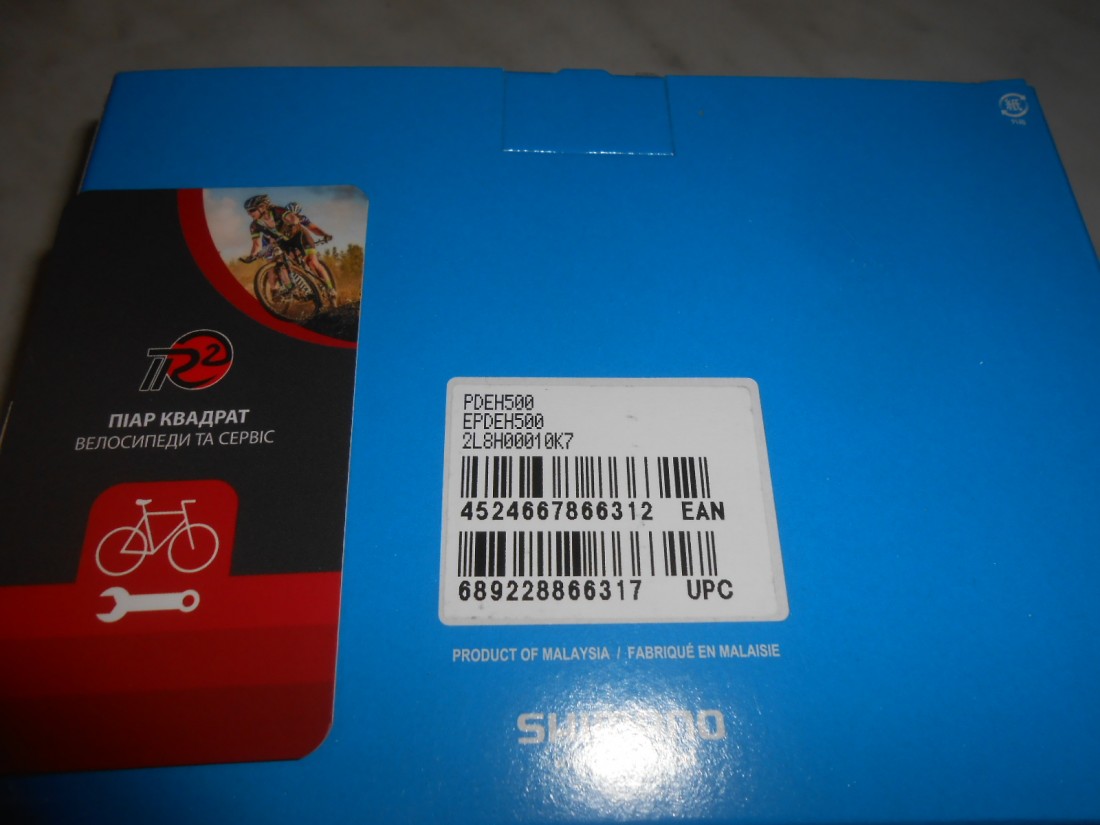 ПР2
ПІАР КВАДРАТ
ВЕЛОСИПЕДИ ТА СЕРВІС
PDEH500
EPDEH500
2L8H00010K7
4524667866312 EAN
689228866317 UPC
PRODUCT OF MALAYSIA / FABRIQUÉ EN MALAISIE
SHIMANO